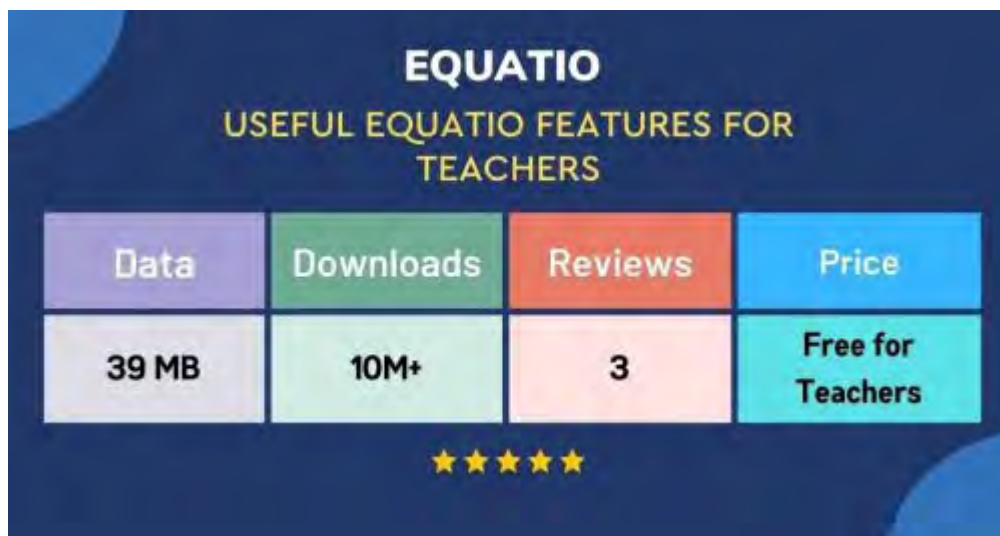 EQUATIO
USEFUL EQUATIO FEATURES FOR
TEACHERS
Data Downloads Reviews Price
39 MB 10M+ 3 Free for
Teachers